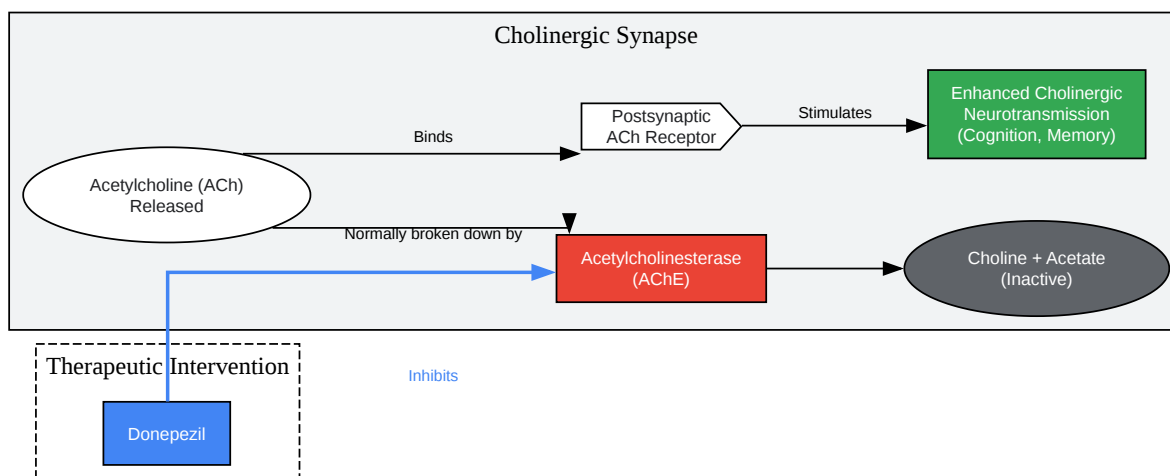 Cholinergic Synapse
Enhanced Cholinergic
Neurotransmission
(Cognition, Memory)
Stimulates
Postsynaptic
ACh Receptor
Binds
Acetylcholine (ACh)
Released
Normally broken down by
Acetylcholinesterase
(AChE)
Choline + Acetate
(Inactive)
Therapeutic Intervention
Inhibits
Donepezil